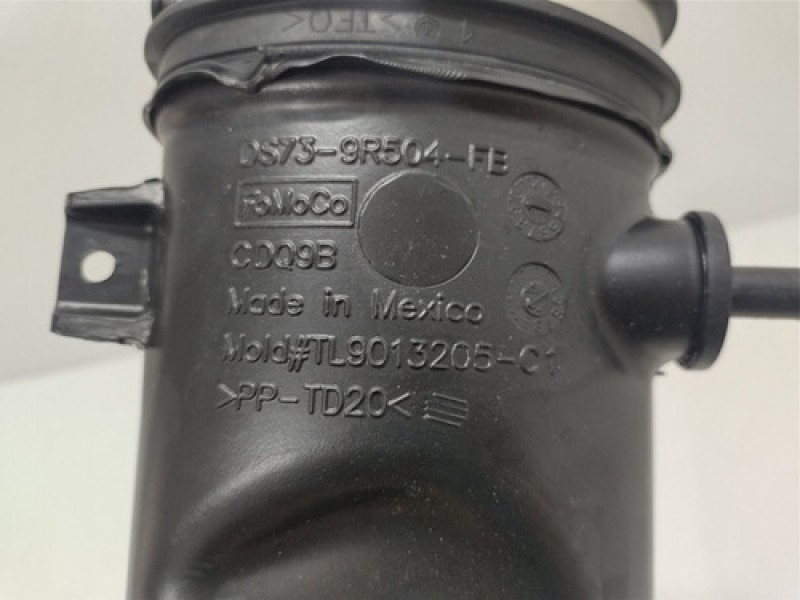 DS73-9R504-FB
FoMoCo
CDQ9B
Made in Mexico
Mold#TL9013205-C1
>PP-TD20<